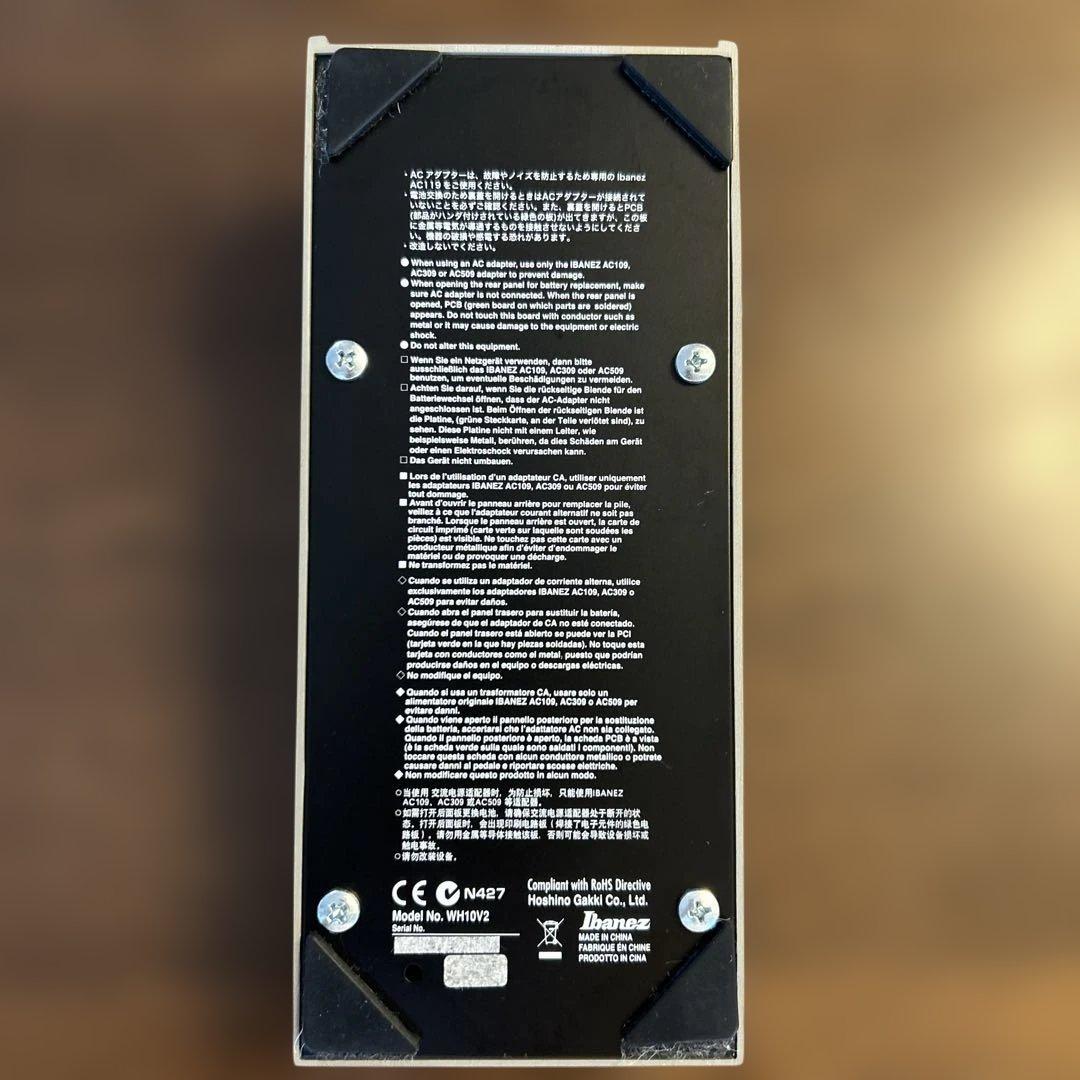 ・ACアダプターは、故障やノイズを防止するため専用の Ibanez
AC119 をご使用ください。
・電池交換のため裏蓋を開けるときはACアダプターが接続されて
いないことを必ずご確認ください。また、裏蓋を開けるとPCB
(部品がハンダ付けされている緑色の板)が出てきますが、この板
に金属等電気が導通するものを接触させないようにしてくださ
い。機器の破損や感電する恐れがあります。
・改造しないでください。
● When using an AC adapter, use only the IBANEZ AC109,
AC309 or AC509 adapter to prevent damage.
● When opening the rear panel for battery replacement, make
sure AC adapter is not connected. When the rear panel is
opened, PCB (green board on which parts are soldered)
appears. Do not touch this board with conductor such as
metal or it may cause damage to the equipment or electric
shock.
● Do not alter this equipment.
□ Wenn Sie ein Netzgerät verwenden, dann bitte
ausschließlich das IBANEZ AC109, AC309 oder AC509
benutzen, um eventuelle Beschädigungen zu vermeiden.
□ Achten Sie darauf, wenn Sie die rückseitige Blende für den
Batteriewechsel öffnen, dass der AC-Adapter nicht
angeschlossen ist. Beim Öffnen der rückseitigen Blende ist
die Platine, (grüne Steckkarte, an der Teile verlötet sind), zu
sehen. Diese Platine nicht mit einem Leiter, wie
beispielsweise Metall, berühren, da dies Schäden am Gerät
oder einen Elektroschock verursachen kann.
□ Das Gerät nicht umbauen.
■ Lors de l'utilisation d'un adaptateur CA, utiliser uniquement
les adaptateurs IBANEZ AC109, AC309 ou AC509 pour éviter
tout dommage.
■ Avant d'ouvrir le panneau arrière pour remplacer la pile,
veillez à ce que l'adaptateur courant alternatif ne soit pas
branché. Lorsque le panneau arrière est ouvert, la carte de
circuit imprimé (carte verte sur laquelle sont soudées les
pièces) est visible. Ne touchez pas cette carte avec un
conducteur métallique afin d'éviter d'endommager le
matériel ou de provoquer une décharge.
■ Ne transformez pas le matériel.
◇ Cuando se utiliza un adaptador de corriente alterna, utilice
exclusivamente los adaptadores IBANEZ AC109, AC309 o
AC509 para evitar daños.
◇ Cuando abra el panel trasero para sustituir la batería,
asegúrese de que el adaptador de CA no esté conectado.
Cuando el panel trasero está abierto se puede ver la PCI
(tarjeta verde en la que hay piezas soldadas). No toque esta
tarjeta con conductores como el metal, puesto que podrían
producirse daños en el equipo o descargas eléctricas.
◇ No modifique el equipo.
◆ Quando si usa un trasformatore CA, usare solo un
alimentatore originale IBANEZ AC109, AC309 o AC509 per
evitare danni.
◆ Quando viene aperto il pannello posteriore per la sostituzione
della batteria, accertarsi che l'adattatore AC non sia collegato.
Quando il pannello posteriore è aperto, la scheda PCB è a vista
(è la scheda verde sulla quale sono saldati i componenti). Non
toccare questa scheda con alcun conduttore metallico o potrete
causare danni al pedale e riportare scosse elettriche.
◆ Non modificare questo prodotto in alcun modo.
○当使用 交流电源适配器时，为防止损坏，只能使用IBANEZ
AC109、AC309 或AC509 等适配器。
○如需打开后面板更换电池，请确保交流电源适配器处于断开的状
态。打开后面板时，会出现印刷电路板（焊接了电子元件的绿色电
路板）。请勿用金属等导体接触该板，否则可能会导致设备损坏或
触电事故。
○请勿改装设备。
CE N427
Compliant with RoHS Directive
Hoshino Gakki Co., Ltd.
Model No. WH10V2
Serial No.
Ibanez
MADE IN CHINA
FABRIQUE EN CHINE
PRODOTTO IN CINA